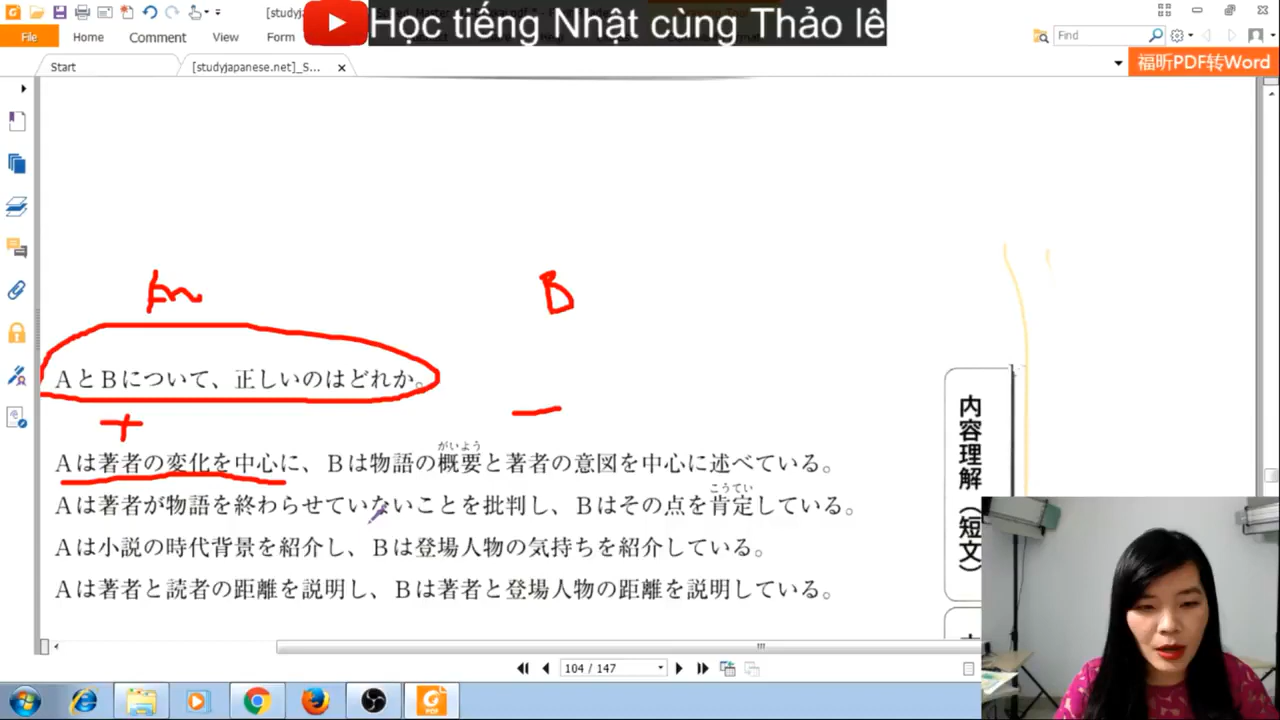 [studyja
Học tiếng Nhật cùng Thảo lê
File
Home
Comment
View
Form
Find
Start
[studyjapanese.net]_S...
福昕PDF转Word
B
AとBについて、正しいのはどれか。
+
がいよう
Aは著者の変化を中心に、Bは物語の概要と著者の意図を中心に述べている。
こうてい
Aは著者が物語を終わらせていないことを批判し、Bはその点を肯定している。
Aは小説の時代背景を紹介し、Bは登場人物の気持ちを紹介している。
Aは著者と読者の距離を説明し、Bは著者と登場人物の距離を説明している。
内容理解(短文)
104 / 147
PDF